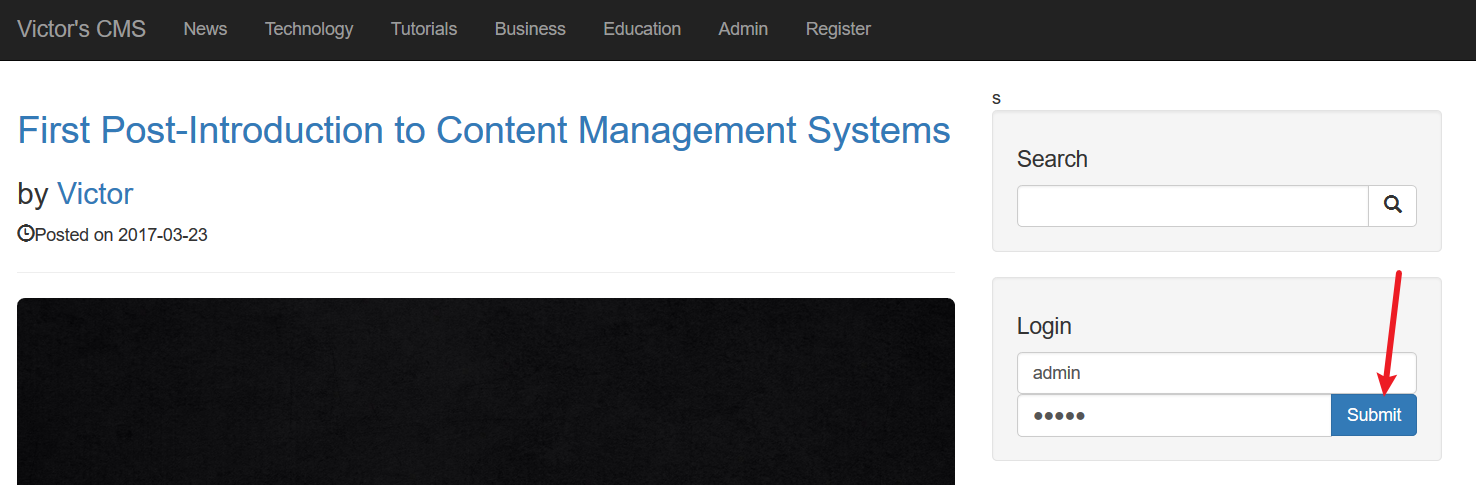 Victor's CMS News Technology Tutorials Business Education Admin Register
First Post-Introduction to Content Management Systems
by Victor
Posted on 2017-03-23
s
Search
Login
admin
●●●●●
Submit